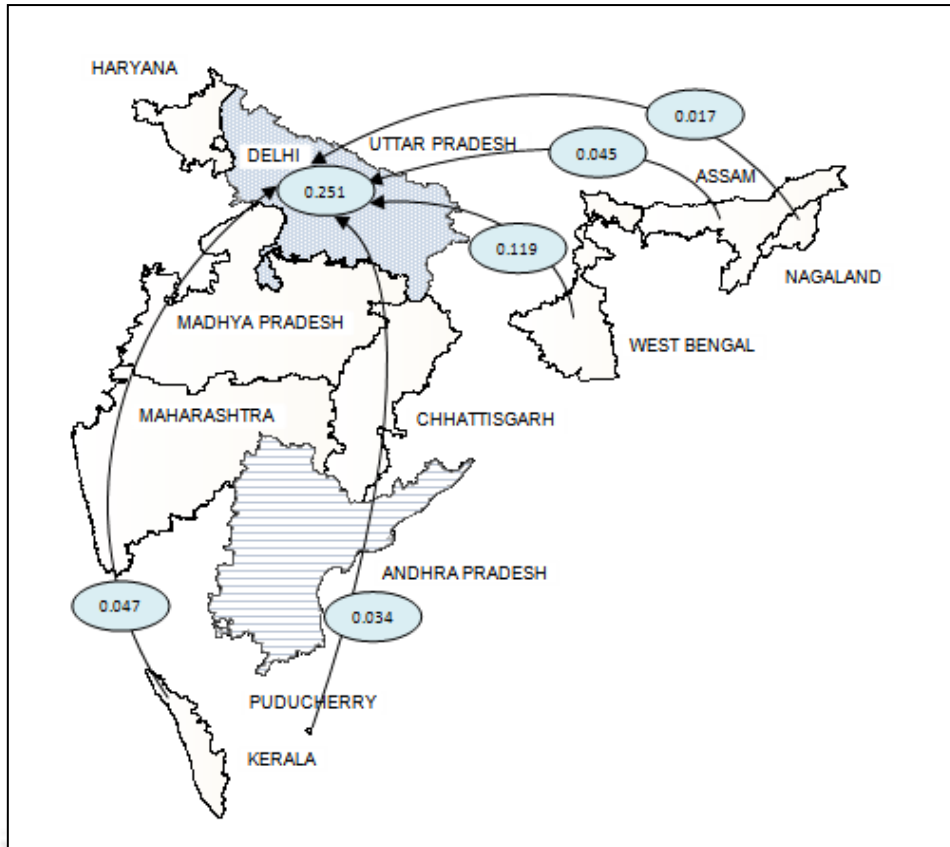 HARYANA
0.017
UTTAR PRADESH
DELHI
0.045
ASSAM
0.251
0.119
NAGALAND
MADHYA PRADESH
WEST BENGAL
MAHARASHTRA
CHHATTISGARH
ANDHRA PRADESH
0.047
0.034
PUDUCHERRY
KERALA